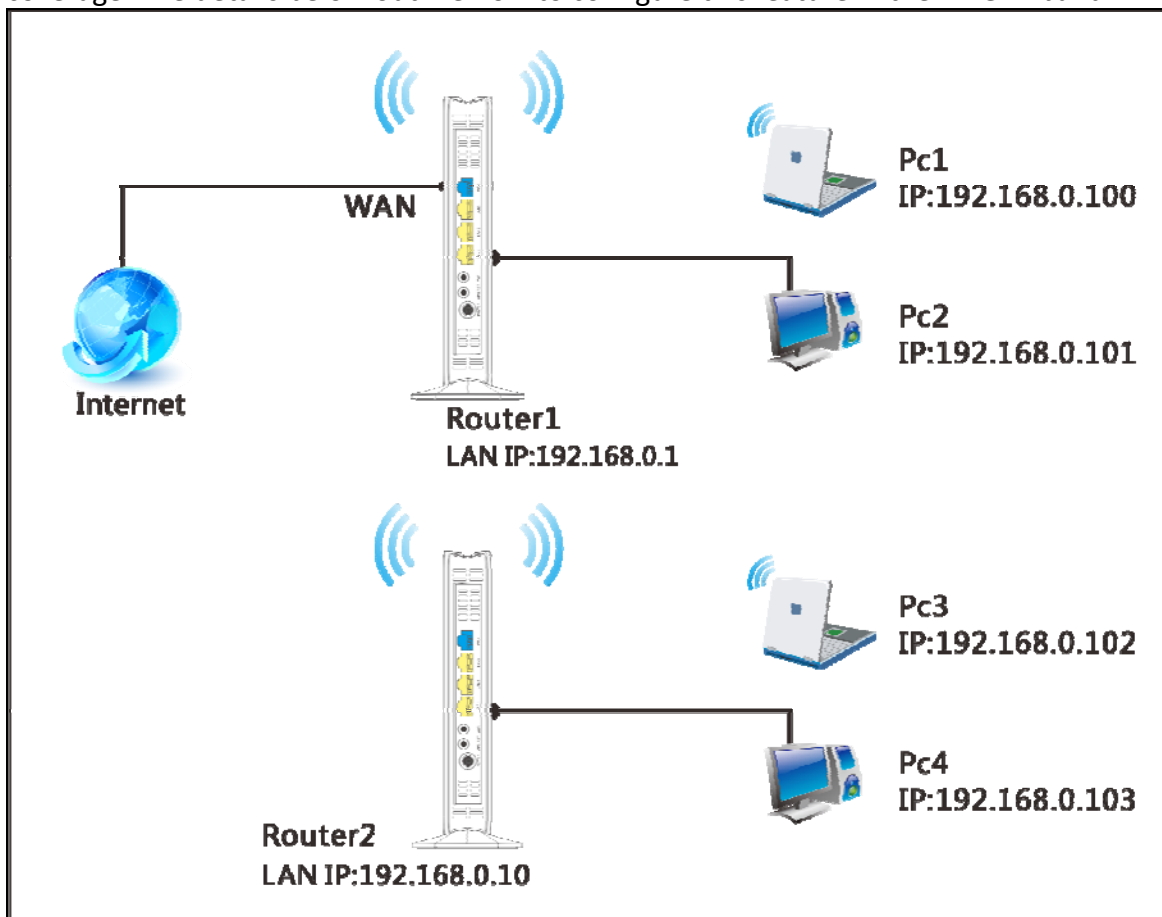 WAN
Internet
Router1
LAN IP:192.168.0.1
Pc1
IP:192.168.0.100
Pc2
IP:192.168.0.101
Router2
LAN IP:192.168.0.10
Pc3
IP:192.168.0.102
Pc4
IP:192.168.0.103